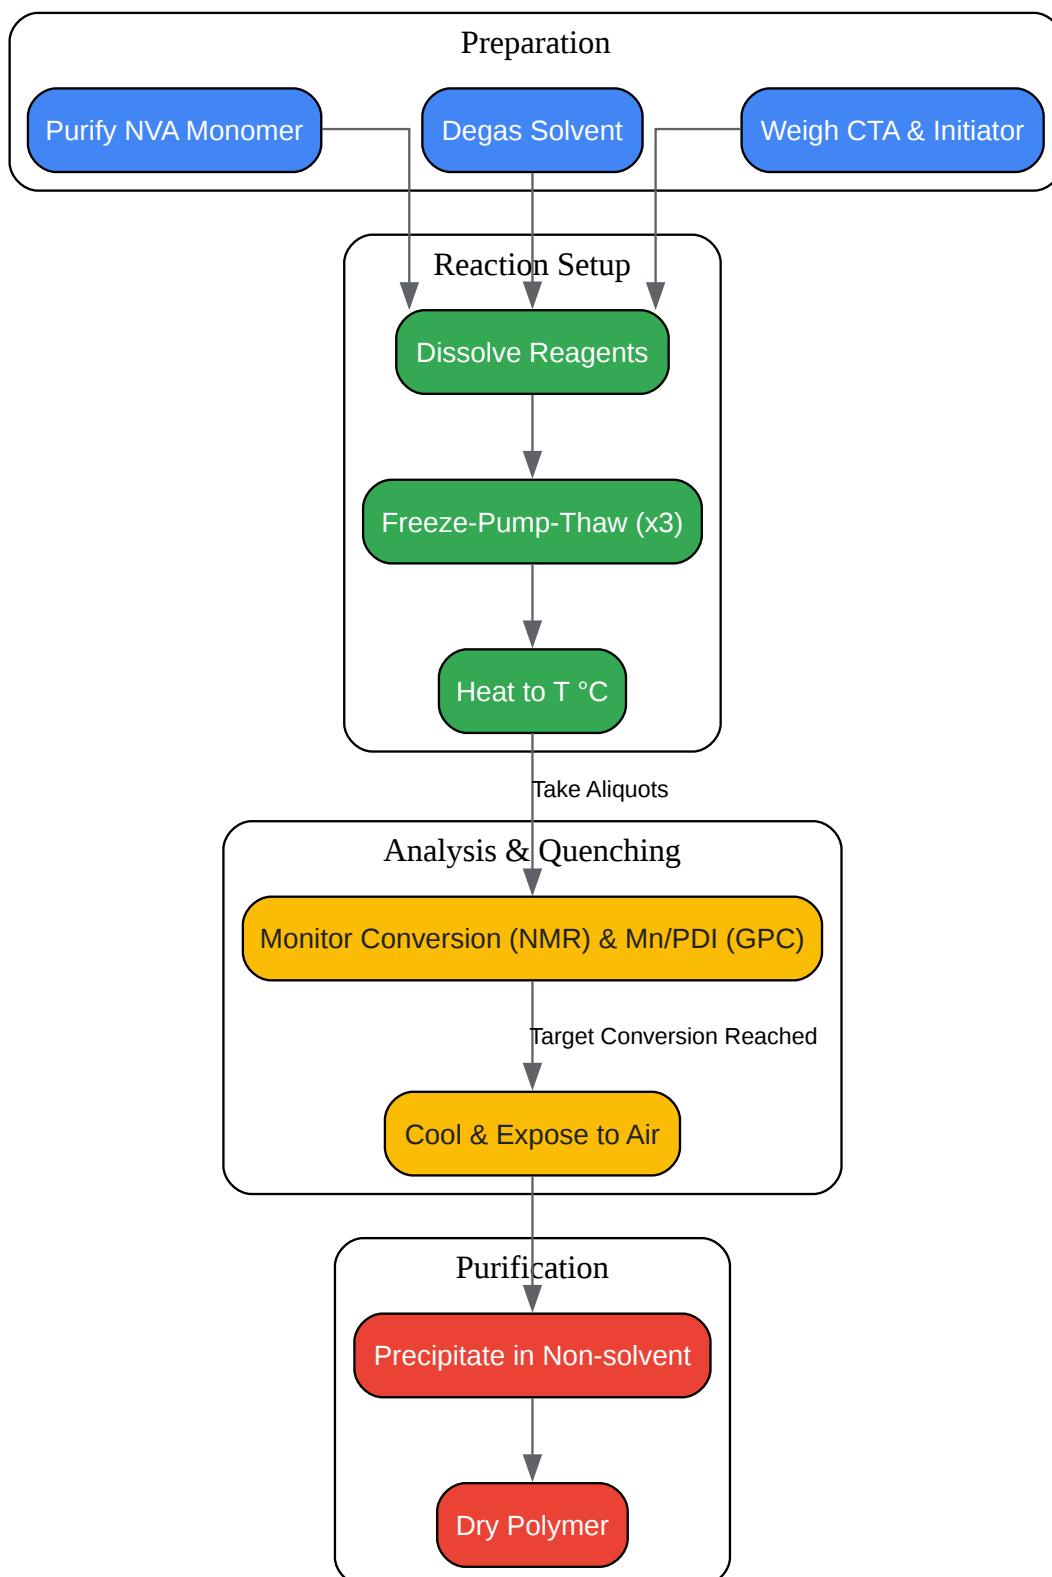 Preparation
Purify NVA Monomer
Degas Solvent
Weigh CTA & Initiator
Reaction Setup
Dissolve Reagents
Freeze-Pump-Thaw (x3)
Heat to T °C
Take Aliquots
Analysis & Quenching
Monitor Conversion (NMR) & Mn/PDI (GPC)
Target Conversion Reached
Cool & Expose to Air
Purification
Precipitate in Non-solvent
Dry Polymer